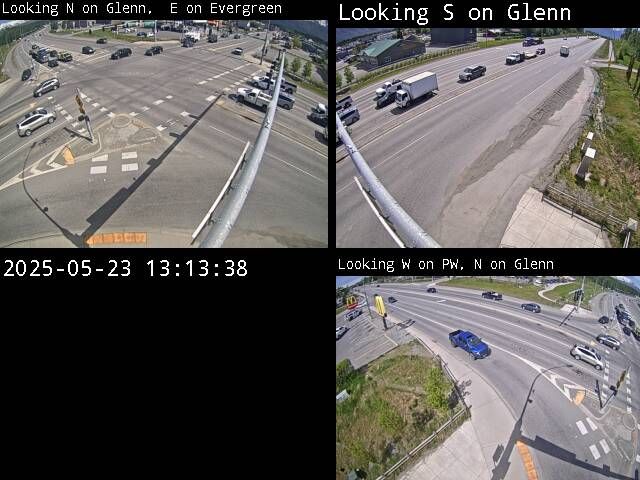 Looking N on Glenn,  E on Evergreen
Looking S on Glenn
2025-05-23 13:13:38
Looking W on PW, N on Glenn